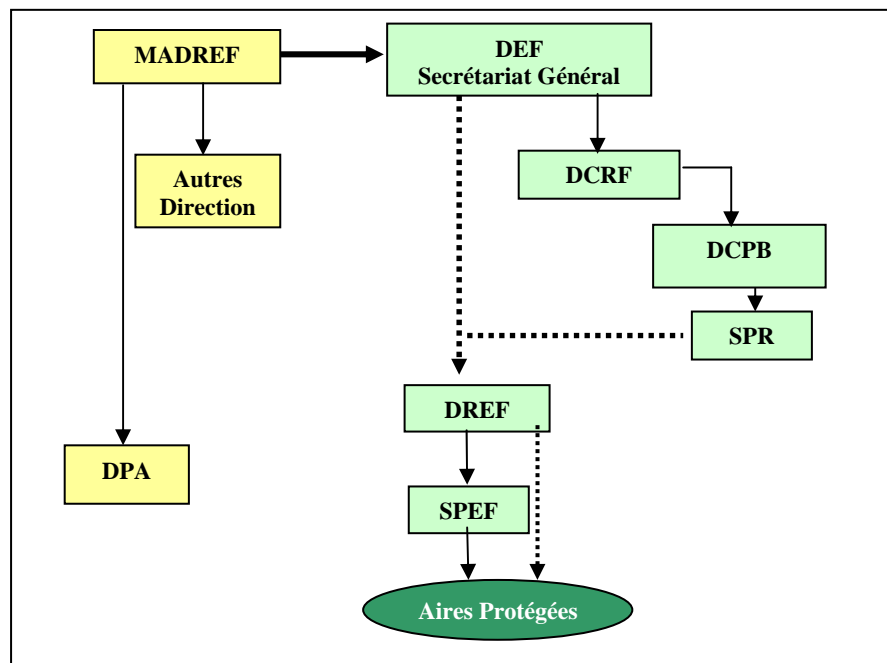 MADREF
DEF
Secrétariat Général
Autres
Direction
DCRF
DCPB
SPR
DREF
DPA
SPEF
Aires Protégées